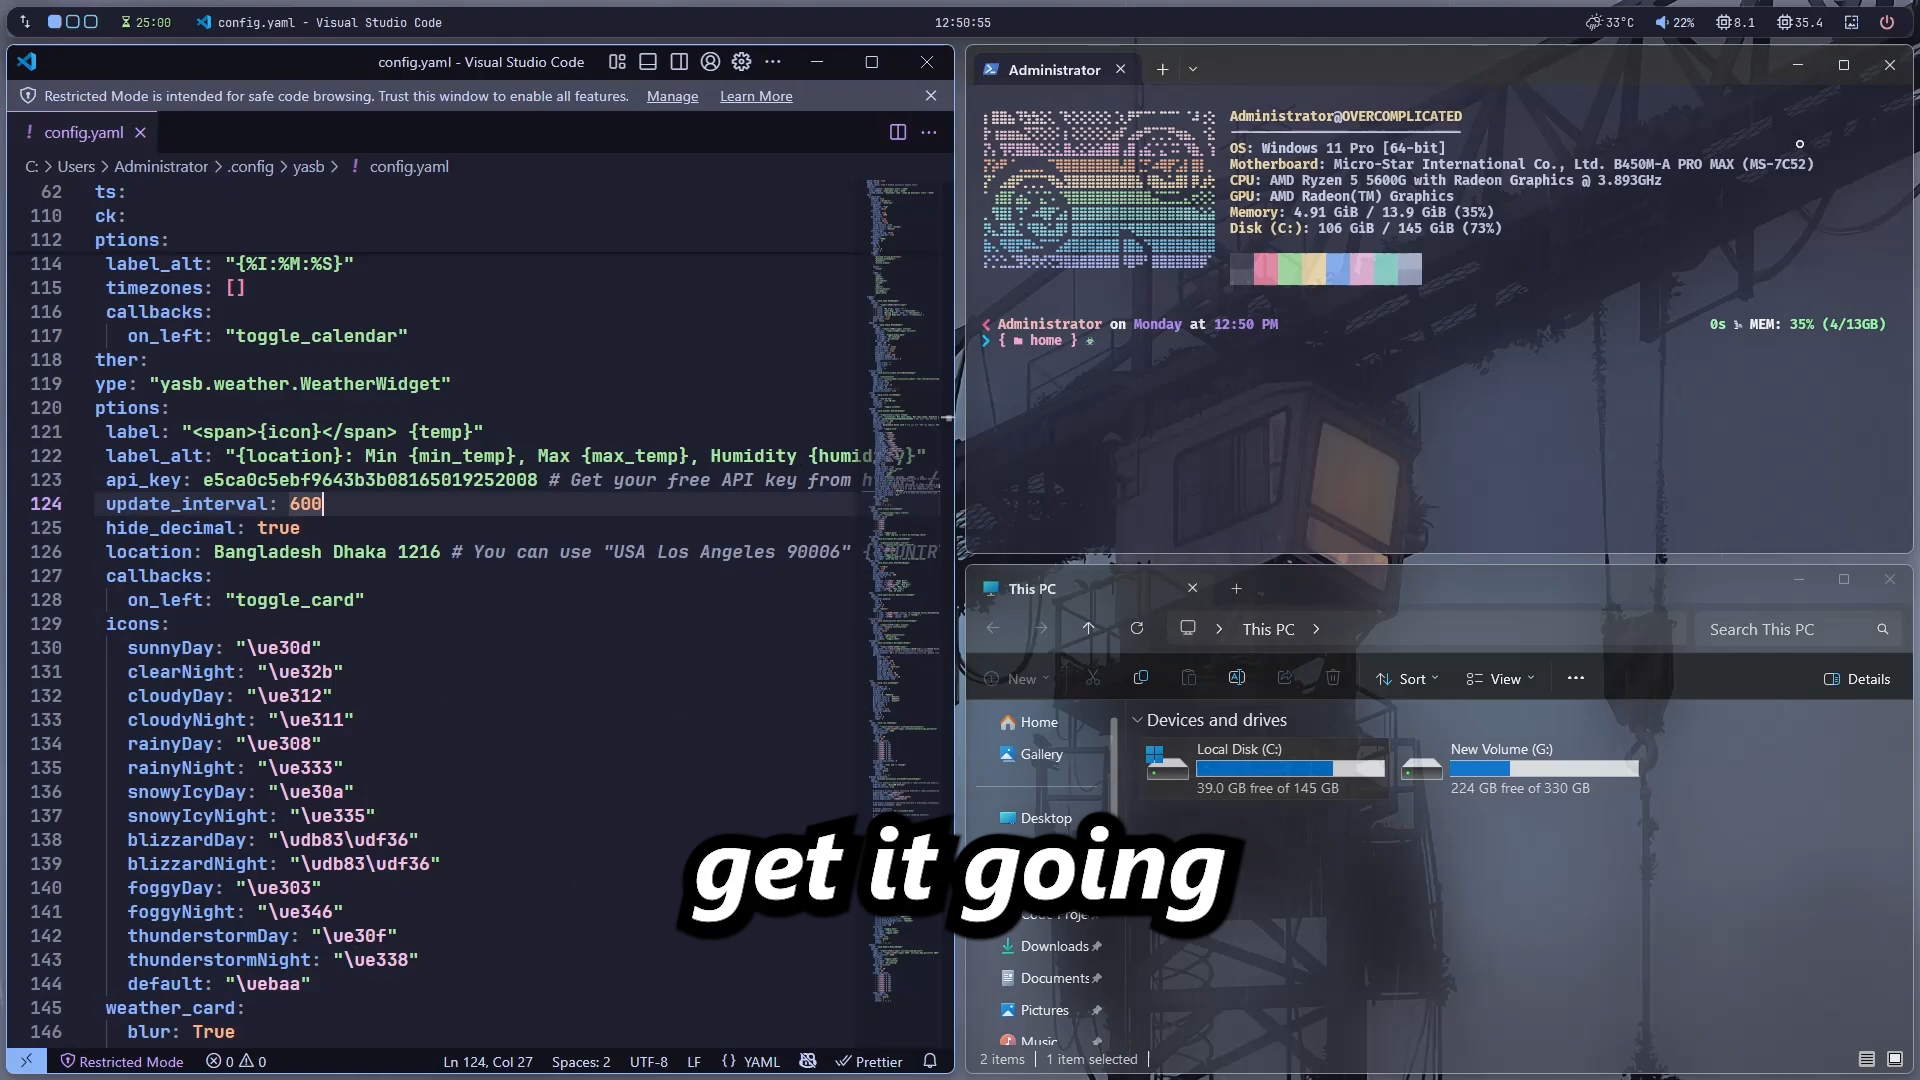 25:00
config.yaml - Visual Studio Code
12:50:55
33°C
22%
8.1
35.4
config.yaml - Visual Studio Code
Restricted Mode is intended for safe code browsing. Trust this window to enable all features. Manage Learn More
! config.yaml
C: > Users > Administrator > .config > yasb > ! config.yaml
62 ts:
110 ck:
112 ptions:
114 label_alt: "{%I:%M:%S}"
115 timezones: []
116 callbacks:
117 on_left: "toggle_calendar"
118 ther:
119 ype: "yasb.weather.WeatherWidget"
120 ptions:
121 label: "<span>{icon}</span> {temp}"
122 label_alt: "{location}: Min {min_temp}, Max {max_temp}, Humidity {humidity}"
123 api_key: e5ca0c5ebf9643b3b08165019252008 # Get your free API key from
124 update_interval: 600
125 hide_decimal: true
126 location: Bangladesh Dhaka 1216 # You can use "USA Los Angeles 90006"
127 callbacks:
128 on_left: "toggle_card"
129 icons:
130 sunnyDay: "\ue30d"
131 clearNight: "\ue32b"
132 cloudyDay: "\ue312"
133 cloudyNight: "\ue311"
134 rainyDay: "\ue308"
135 rainyNight: "\ue333"
136 snowyIcyDay: "\ue30a"
137 snowyIcyNight: "\ue335"
138 blizzardDay: "\udb83\udf36"
139 blizzardNight: "\udb83\udf36"
140 foggyDay: "\ue303"
141 foggyNight: "\ue346"
142 thunderstormDay: "\ue30f"
143 thunderstormNight: "\ue338"
144 default: "\uebaa"
145 weather_card:
146 blur: True
Restricted Mode 0 0 Ln 124, Col 27 Spaces: 2 UTF-8 LF {} YAML Prettier
Administrator
Administrator@OVERCOMPLICATED
OS: Windows 11 Pro [64-bit]
Motherboard: Micro-Star International Co., Ltd. B450M-A PRO MAX (MS-7C52)
CPU: AMD Ryzen 5 5600G with Radeon Graphics @ 3.893GHz
GPU: AMD Radeon(TM) Graphics
Memory: 4.91 GiB / 13.9 GiB (35%)
Disk (C:): 106 GiB / 145 GiB (73%)
Administrator on Monday at 12:50 PM
0s MEM: 35% (4/13GB)
{ home }
This PC
This PC
Search This PC
New Sort View Details
Home
Gallery
Desktop
Downloads
Documents
Pictures
Music
Devices and drives
Local Disk (C:)
39.0 GB free of 145 GB
New Volume (G:)
224 GB free of 330 GB
2 items 1 item selected
get it going